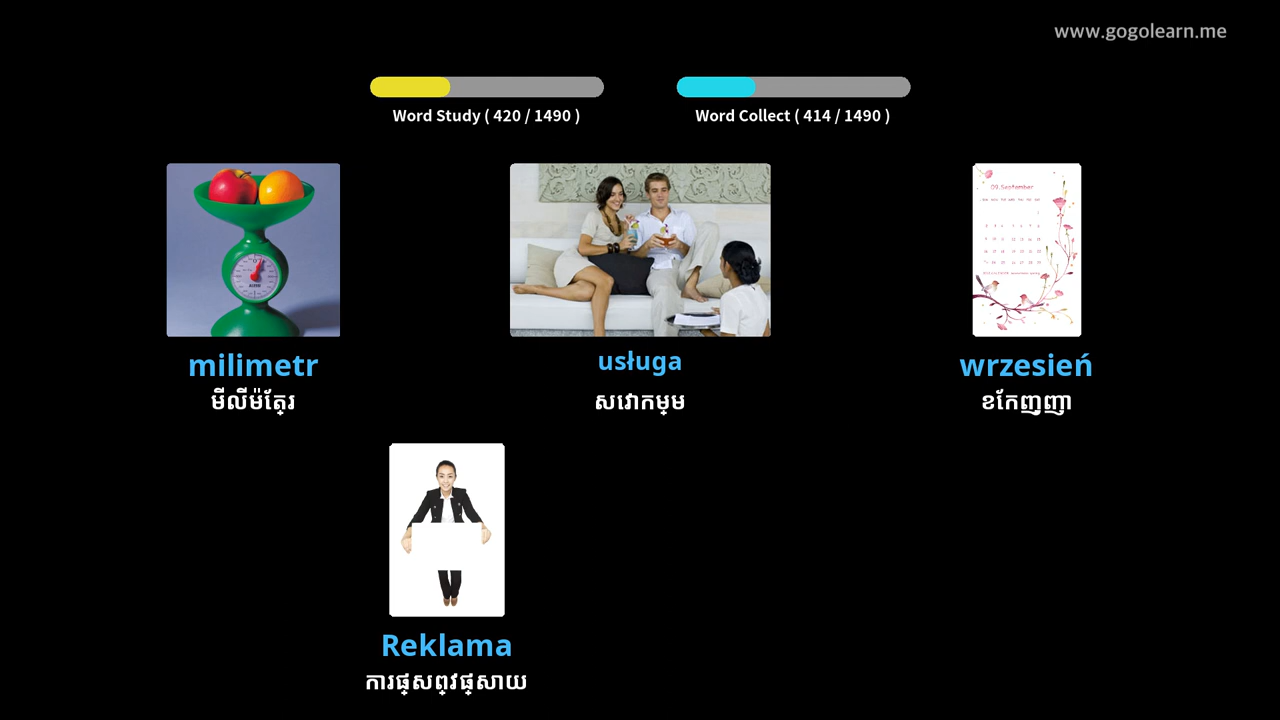 www.gogolearn.me
Word Study ( 420 / 1490 )
Word Collect ( 414 / 1490 )
09.September
milimetr
មីលីម៉ែត្រ
usługa
សេវាកម្ម
wrzesień
ខែកញ្ញា
Reklama
ការផ្សព្វផ្សាយ